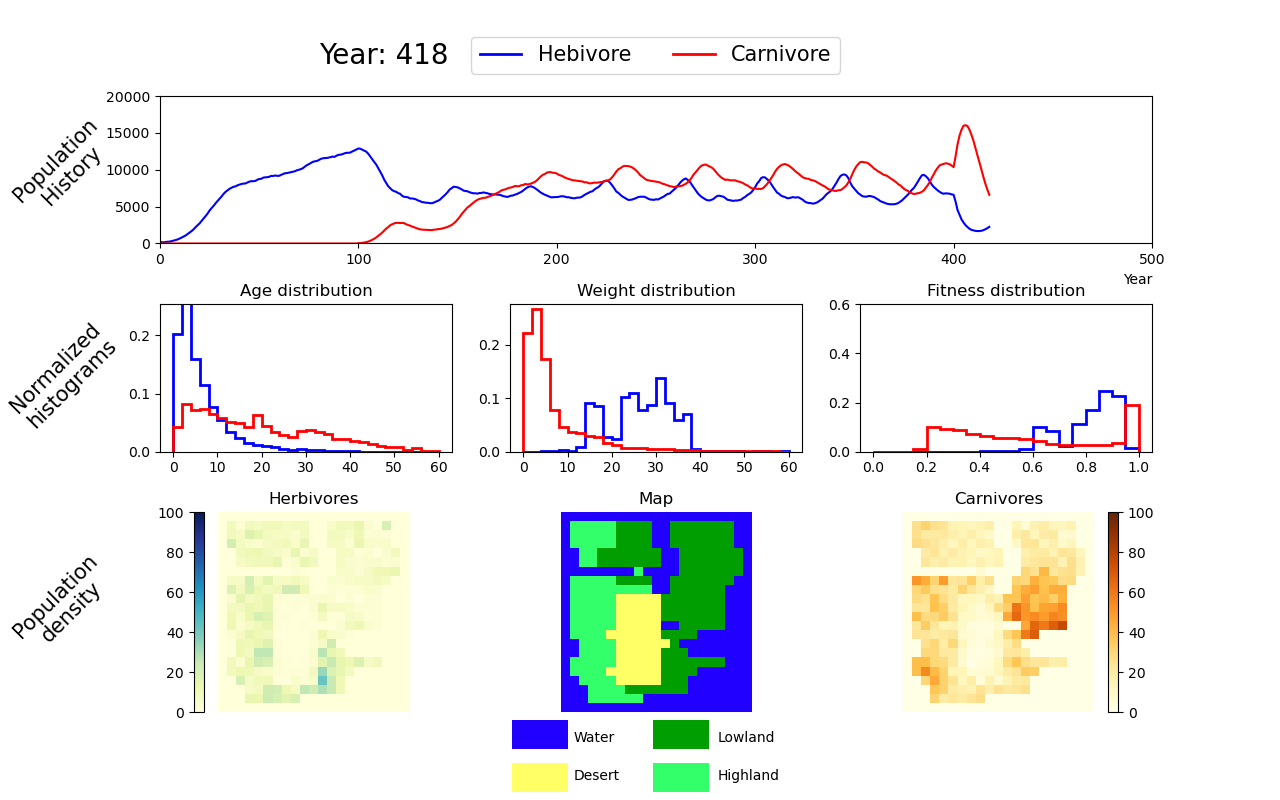 Year: 418
Hebivore
Carnivore
Population
History
20000
15000
10000
5000
0
0 100 200 300 400 500
Year
Normalized
histograms
Age distribution
0.2
0.1
0.0
0 10 20 30 40 50 60
Weight distribution
0.2
0.1
0.0
0 10 20 30 40 50 60
Fitness distribution
0.6
0.4
0.2
0.0
0.0 0.2 0.4 0.6 0.8 1.0
Population
density
Herbivores
100
80
60
40
20
0
Map
Carnivores
100
80
60
40
20
0
Water
Lowland
Desert
Highland